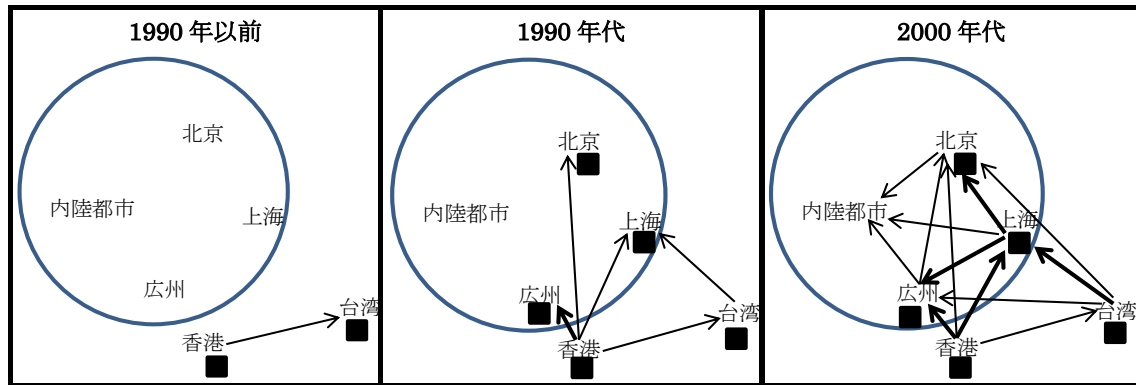 1990 年以前
北京
内陸都市
上海
広州
台湾
香港
1990 年代
北京
内陸都市
上海
広州
台湾
香港
2000 年代
北京
内陸都市
上海
広州
台湾
香港